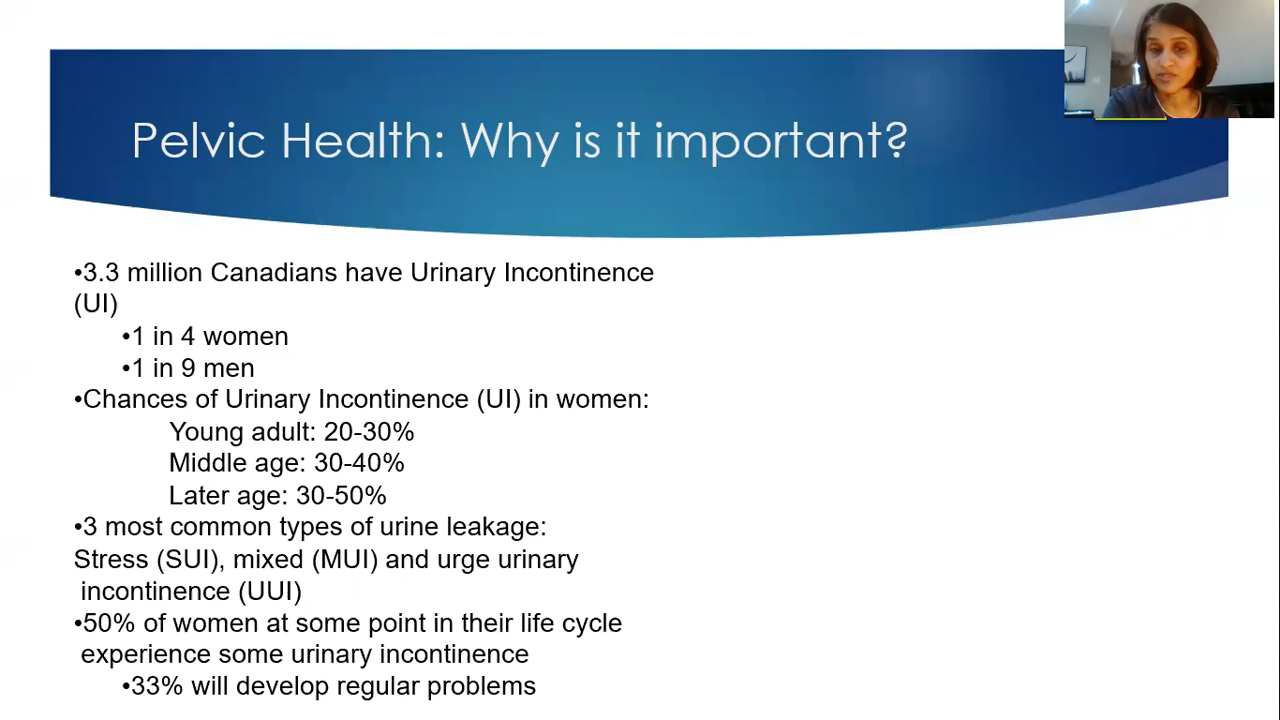 Pelvic Health: Why is it important?
•3.3 million Canadians have Urinary Incontinence
(UI)
•1 in 4 women
•1 in 9 men
•Chances of Urinary Incontinence (UI) in women:
Young adult: 20-30%
Middle age: 30-40%
Later age: 30-50%
•3 most common types of urine leakage:
Stress (SUI), mixed (MUI) and urge urinary
incontinence (UUI)
•50% of women at some point in their life cycle
experience some urinary incontinence
•33% will develop regular problems